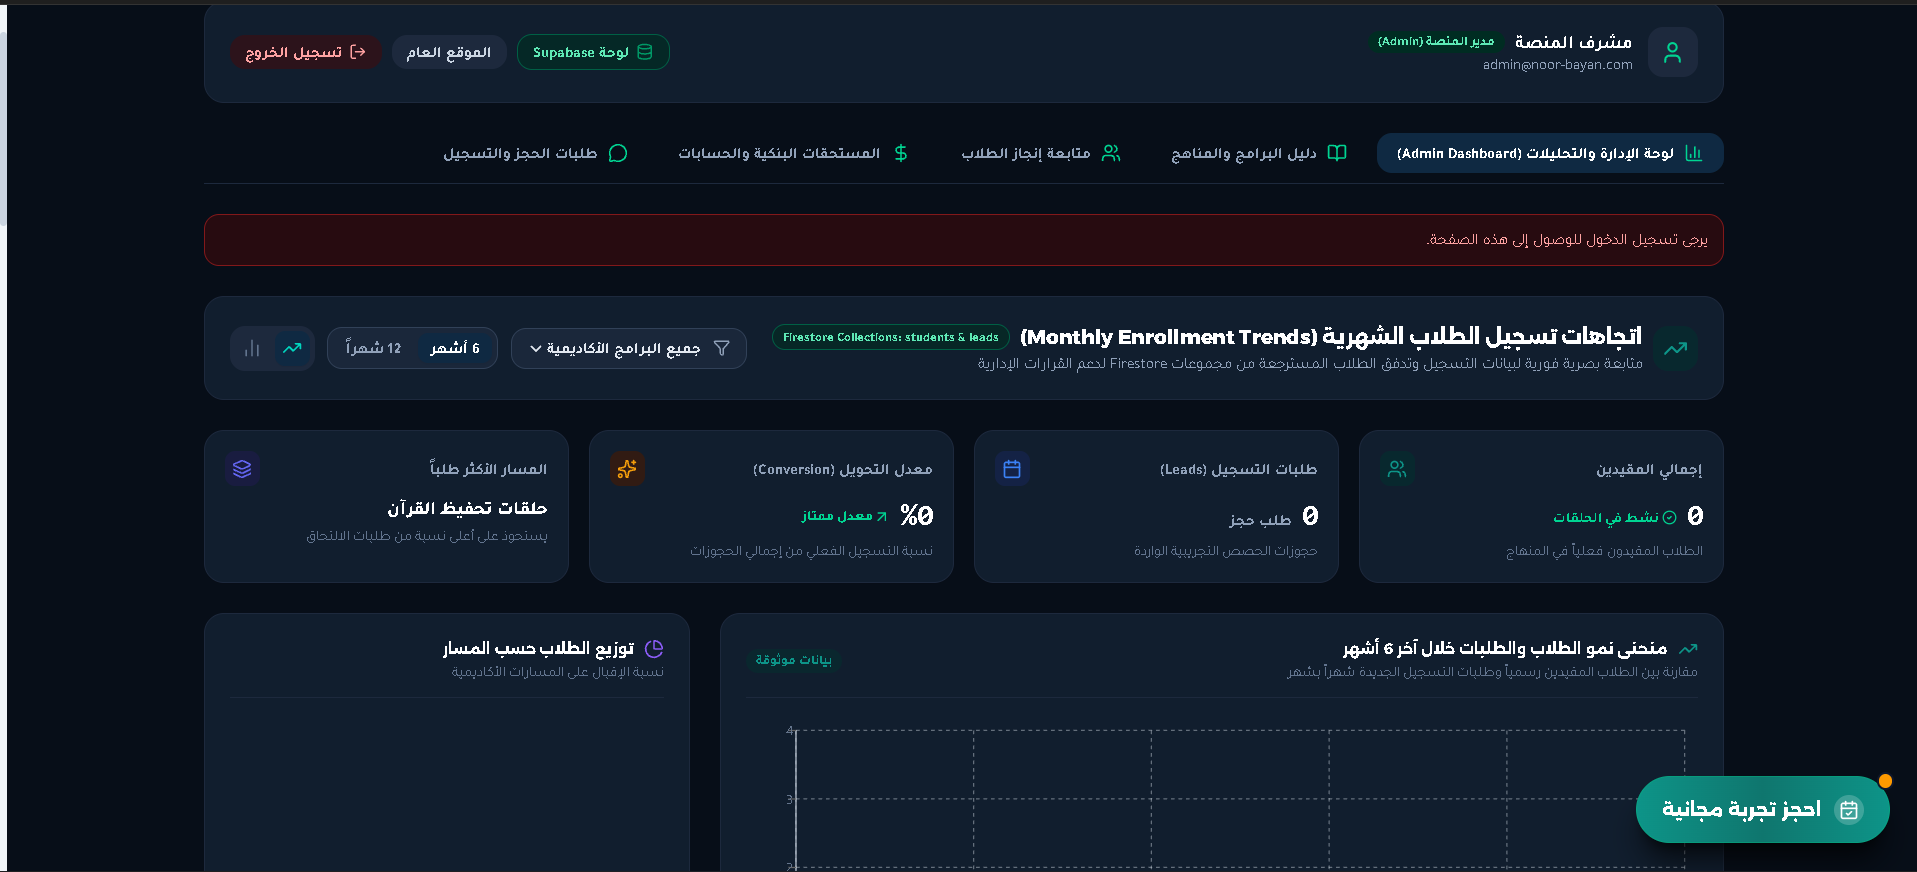 مشرف المنصة مدير المنصة (Admin)
admin@noor-bayan.com
لوحة Supabase
الموقع العام
تسجيل الخروج
لوحة الإدارة والتحليلات (Admin Dashboard)
دليل البرامج والمناهج
متابعة إنجاز الطلاب
المستحقات البنكية والحسابات
طلبات الحجز والتسجيل
يرجى تسجيل الدخول للوصول إلى هذه الصفحة.
اتجاهات تسجيل الطلاب الشهرية (Monthly Enrollment Trends) Firestore Collections: students & leads
متابعة بصرية فورية لبيانات التسجيل وتدفق الطلاب المسترجعة من مجموعات Firestore لدعم القرارات الإدارية
جميع البرامج الأكاديمية
6 أشهر
12 شهراً
إجمالي المقيدين
0 نشط في الحلقات
الطلاب المقيدون فعلياً في المنهاج
طلبات التسجيل (Leads)
0 طلب حجز
حجوزات الحصص التجريبية الواردة
معدل التحويل (Conversion)
%0 معدل ممتاز
نسبة التسجيل الفعلي من إجمالي الحجوزات
المسار الأكثر طلباً
حلقات تحفيظ القرآن
يستحوذ على أعلى نسبة من طلبات الالتحاق
منحنى نمو الطلاب والطلبات خلال آخر 6 أشهر
مقارنة بين الطلاب المقيدين رسمياً وطلبات التسجيل الجديدة شهراً بشهر
بيانات موثوقة
4
3
2
توزيع الطلاب حسب المسار
نسبة الإقبال على المسارات الأكاديمية
احجز تجربة مجانية